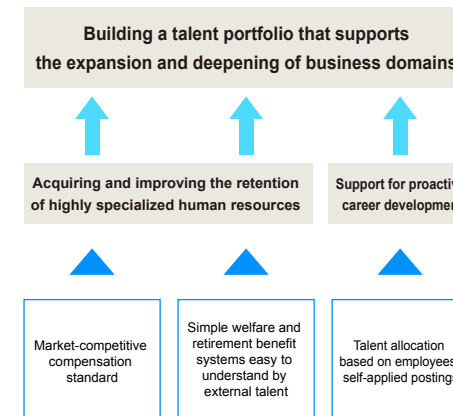 Building a talent portfolio that supports
the expansion and deepening of business domains
Acquiring and improving the retention
of highly specialized human resources
Support for
career
Market-competitive
compensation
standard
Simple welfare and
retirement benefit
systems easy to
understand by
external talent
Talent allocation
based on employees
self-applied postings